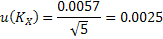 u(K_X) = 0.0057 / √5 = 0.0025